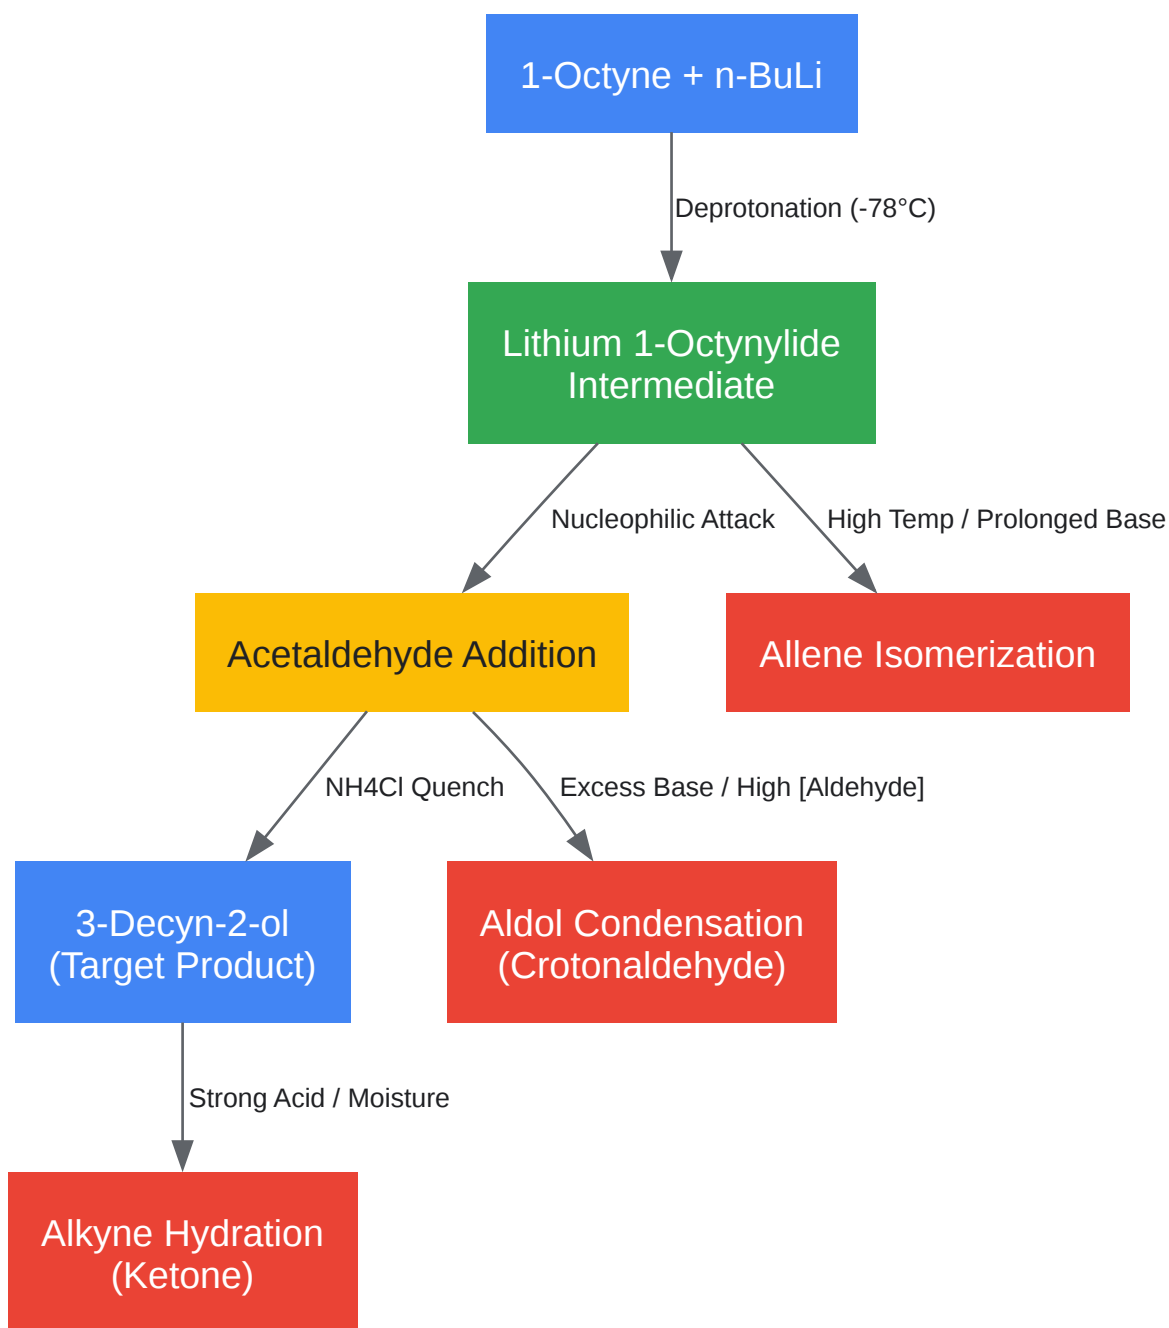 1-Octyne + n-BuLi
Deprotonation (-78°C)
Lithium 1-Octynylide
Intermediate
Nucleophilic Attack
High Temp / Prolonged Base
Acetaldehyde Addition
Allene Isomerization
NH4Cl Quench
Excess Base / High [Aldehyde]
3-Decyn-2-ol
(Target Product)
Aldol Condensation
(Crotonaldehyde)
Strong Acid / Moisture
Alkyne Hydration
(Ketone)